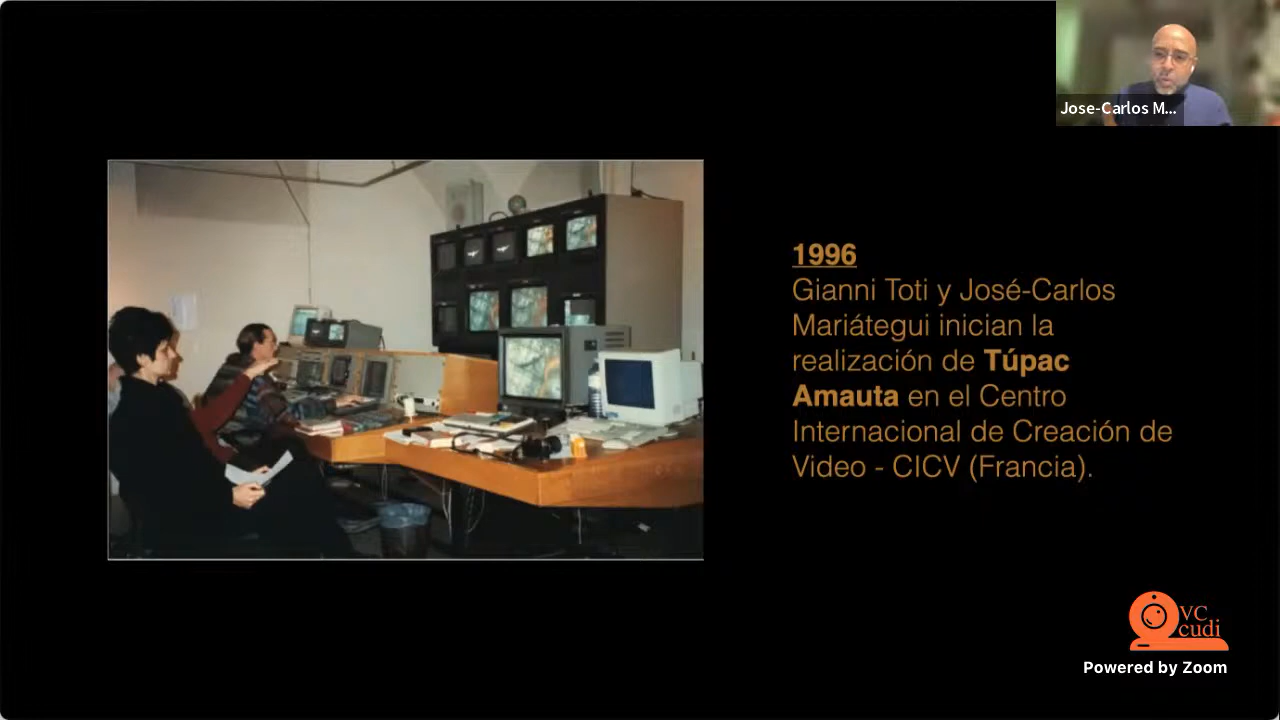 Jose-Carlos M...
1996
Gianni Toti y José-Carlos
Mariátegui inician la
realización de Túpac
Amauta en el Centro
Internacional de Creación de
Video - CICV (Francia).
VC
cudi
Powered by Zoom